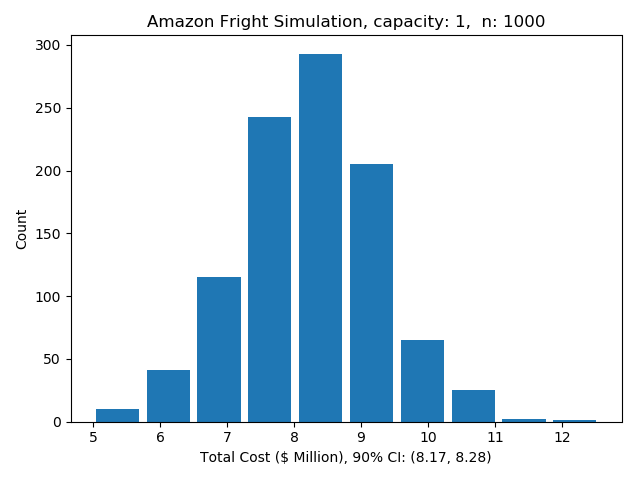 Amazon Fright Simulation, capacity: 1,  n: 1000
300
250
200
150
100
50
0
Count
5 6 7 8 9 10 11 12
Total Cost ($ Million), 90% CI: (8.17, 8.28)